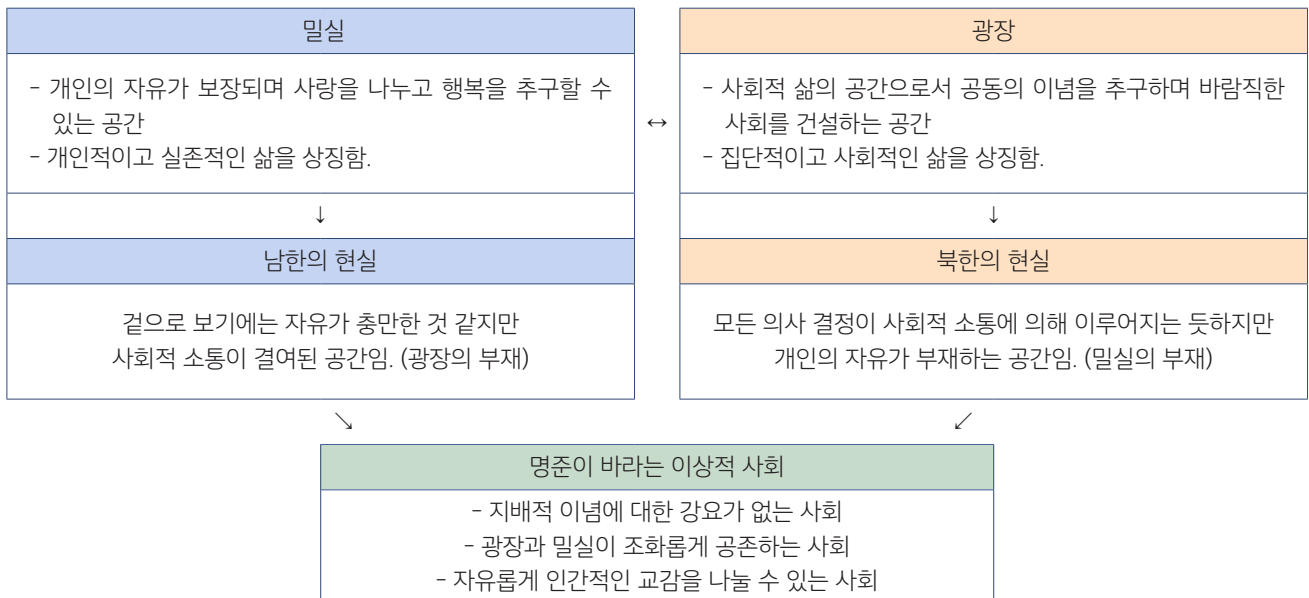 밀실
- 개인의 자유가 보장되며 사랑을 나누고 행복을 추구할 수
있는 공간
- 개인적이고 실존적인 삶을 상징함.
↔
광장
- 사회적 삶의 공간으로서 공동의 이념을 추구하며 바람직한
사회를 건설하는 공간
- 집단적이고 사회적인 삶을 상징함.
↓
↓
남한의 현실
겉으로 보기에는 자유가 충만한 것 같지만
사회적 소통이 결여된 공간임. (광장의 부재)
북한의 현실
모든 의사 결정이 사회적 소통에 의해 이루어지는 듯하지만
개인의 자유가 부재하는 공간임. (밀실의 부재)
↘
↙
명준이 바라는 이상적 사회
- 지배적 이념에 대한 강요가 없는 사회
- 광장과 밀실이 조화롭게 공존하는 사회
- 자유롭게 인간적인 교감을 나눌 수 있는 사회